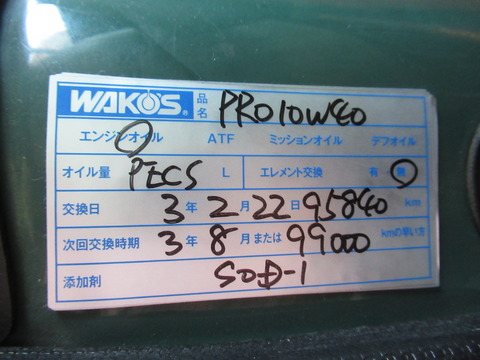 WAKO'S® 品名 PRO10W40
エンジンオイル ATF ミッションオイル デフオイル
オイル量 PECS L エレメント交換 有 無
交換日 3年2月22日 95840 km
次回交換時期 3年8月または 99000 kmの早い方
添加剤 SOD-1